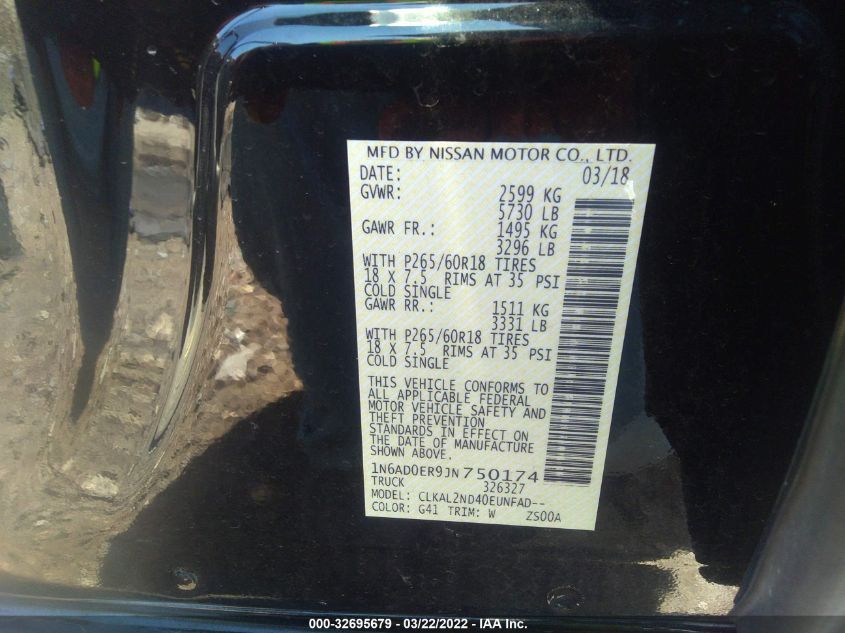 MFD BY NISSAN MOTOR CO., LTD.
DATE: 03/18
GVWR: 2599 KG
5730 LB
GAWR FR.: 1495 KG
3296 LB
WITH P265/60R18 TIRES
18 X 7.5 RIMS AT 35 PSI
COLD SINGLE
GAWR RR.: 1511 KG
3331 LB
WITH P265/60R18 TIRES
18 X 7.5 RIMS AT 35 PSI
COLD SINGLE
THIS VEHICLE CONFORMS TO
ALL APPLICABLE FEDERAL
MOTOR VEHICLE SAFETY AND
THEFT PREVENTION
STANDARDS IN EFFECT ON
THE DATE OF MANUFACTURE
SHOWN ABOVE.
1N6AD0ER9JN750174
TRUCK 326327
MODEL: CLKAL2ND40EUNFAD--
COLOR: G41 TRIM: W ZS00A
000-32695679 - 03/22/2022 - IAA Inc.